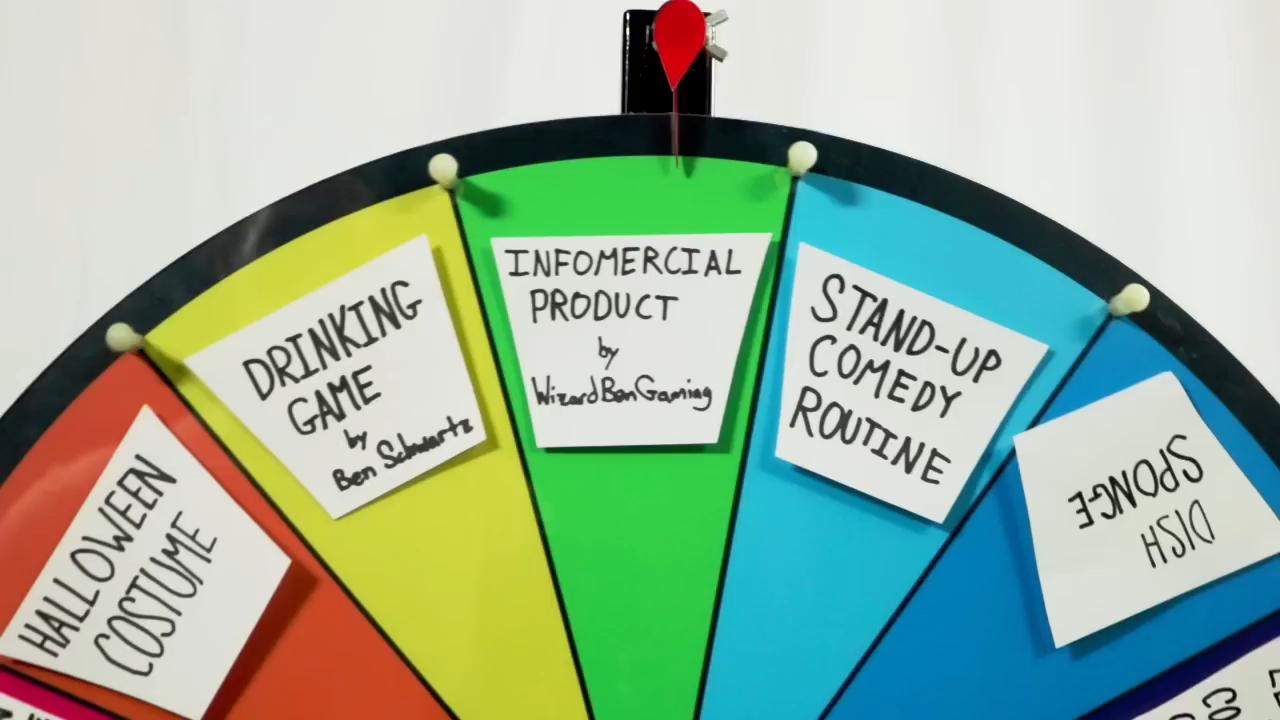 HALLOWEEN
COSTUME
DRINKING
GAME
by
Ben Schwartz
INFOMERCIAL
PRODUCT
by
WizardBenGaming
STAND-UP
COMEDY
ROUTINE
DISH
SPONGE